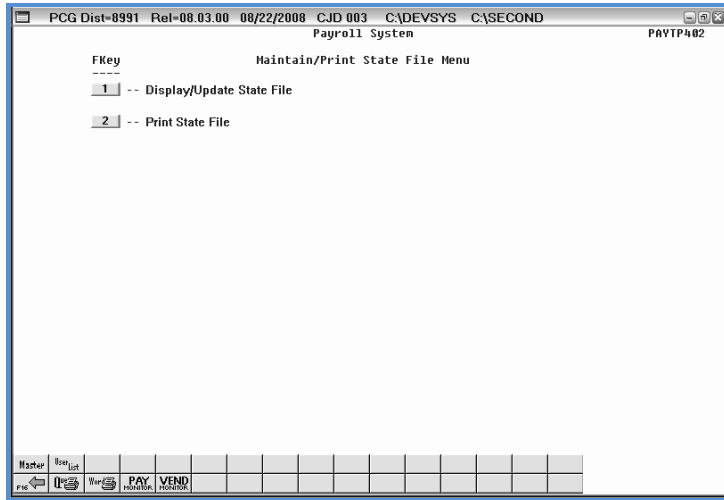 PCG Dist=8991 Rel=08.03.00 08/22/2008 CJD 003 C:\DEVSYS C:\SECOND
Payroll System PAYTP402
FKey Maintain/Print State File Menu
----
1 -- Display/Update State File
2 -- Print State File
Master User List
F16 Word PAY MONITOR VEND MONITOR